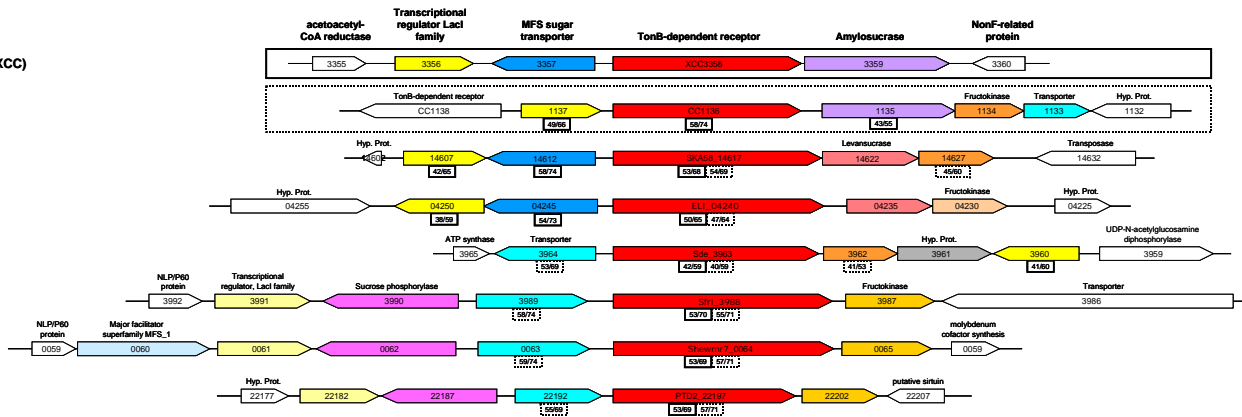 acetoacetyl-
CoA reductase
Transcriptional
regulator LacI
family
MFS sugar
transporter
TonB-dependent receptor
Amylosucrase
NonF-related
protein
XCC)
3355 3356 3357 XCC3358 3359 3360
TonB-dependent receptor Fructokinase Transporter Hyp. Prot.
CC1138 1137 CC1136 1135 1134 1133 1132
49/66 58/74 43/55
Hyp. Prot. Levansucrase Transposase
14602 14607 14612 SKA58_14617 14622 14627 14632
42/65 58/74 53/68 54/69 45/60
Hyp. Prot. Fructokinase Hyp. Prot.
04255 04250 04245 ELI_04240 04235 04230 04225
38/59 54/73 50/65 47/64
ATP synthase Transporter Hyp. Prot. UDP-N-acetylglucosamine
diphosphorylase
3965 3964 Sde_3963 3962 3961 3960 3959
53/69 42/59 40/59 41/53 41/60
NLP/P60
protein
Transcriptional
regulator, LacI family
Sucrose phosphorylase Fructokinase Transporter
3992 3991 3990 3989 Sfri_3988 3987 3986
58/74 53/70 55/71
NLP/P60
protein
Major facilitator
superfamily MFS_1
molybdenum
cofactor synthesis
0059 0060 0061 0062 0063 Shewmr7_0064 0065 0059
59/74 53/69 57/71
Hyp. Prot. putative sirtuin
22177 22182 22187 22192 PTD2_22197 22202 22207
55/69 53/69 57/71